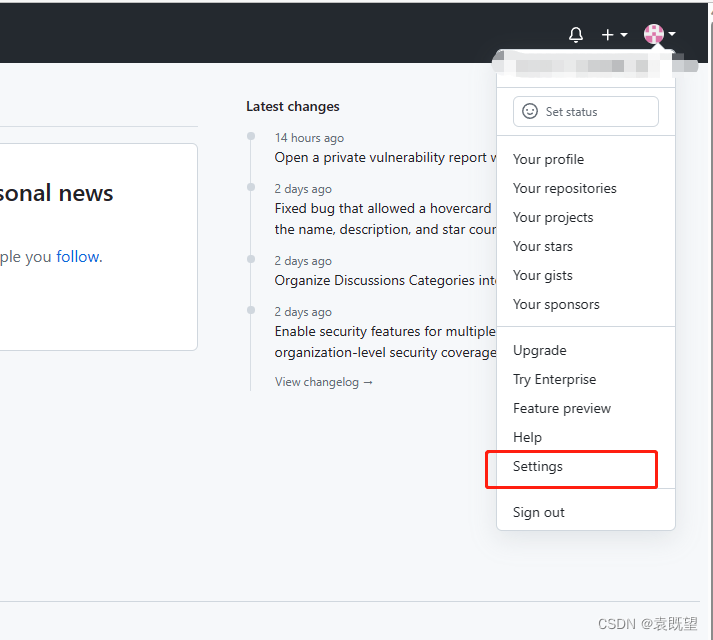 Latest changes
14 hours ago
Open a private vulnerability report
2 days ago
Fixed bug that allowed a hovercard
the name, description, and star
2 days ago
Organize Discussions Categories
2 days ago
Enable security features for multiple
organization-level security coverage
View changelog →
sonal news
ple you follow.
Set status
Your profile
Your repositories
Your projects
Your stars
Your gists
Your sponsors
Upgrade
Try Enterprise
Feature preview
Help
Settings
Sign out
CSDN @袁既望